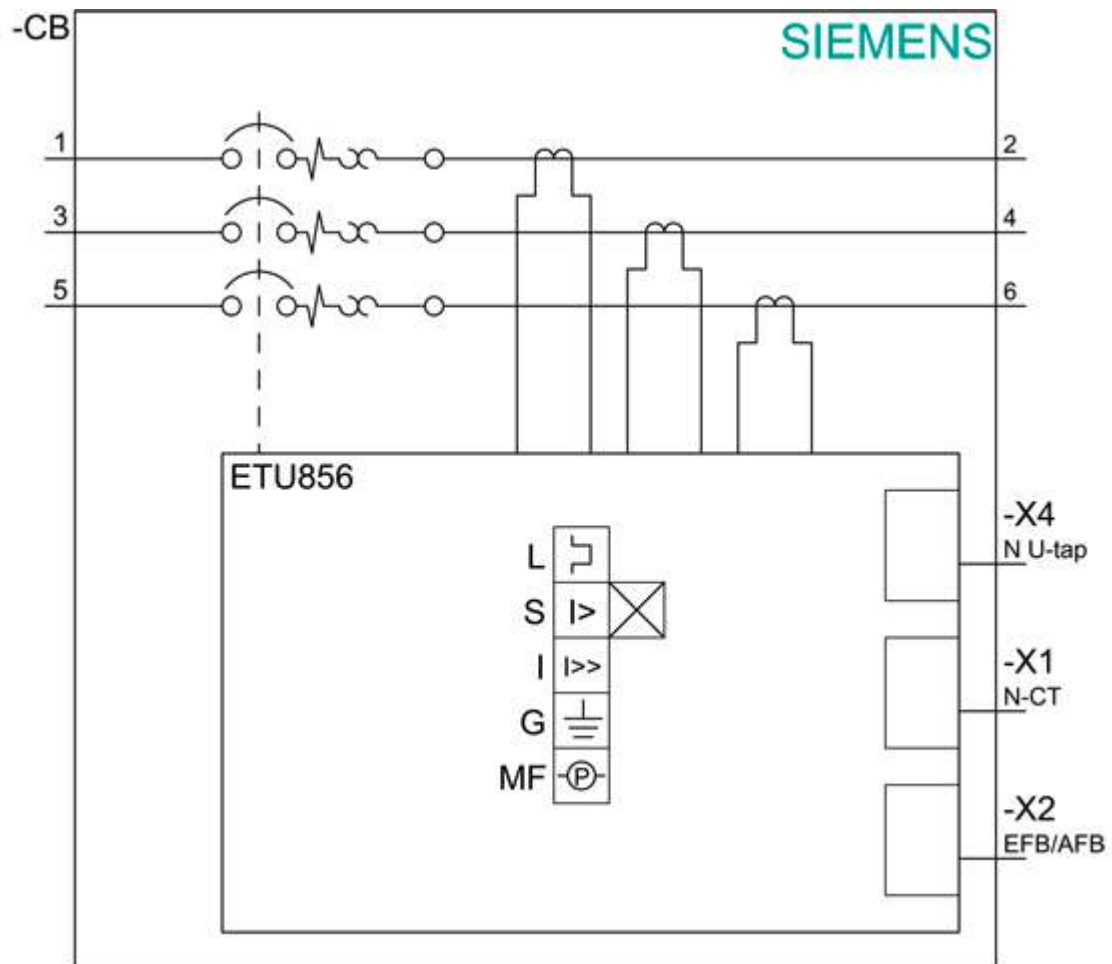 -CB
SIEMENS
1
2
3
4
5
6
ETU856
L
S I>
I I>>
G
MF P
-X4
N U-tap
-X1
N-CT
-X2
EFB/AFB